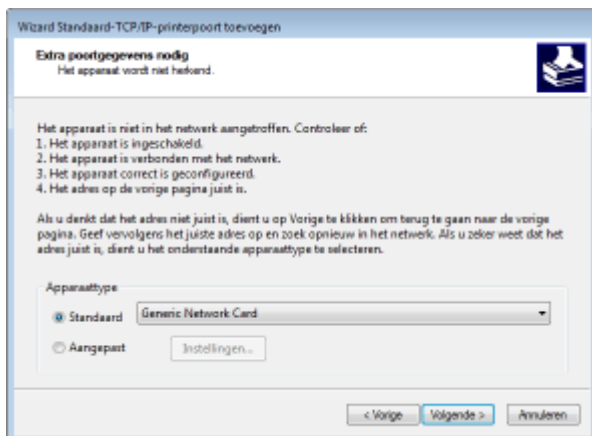 Wizard Standaard-TCP/IP-printerpoort toevoegen
Extra poortgegevens nodig
Het apparaat wordt niet herkend.
Het apparaat is niet in het netwerk aangetroffen. Controleer of:
1. Het apparaat is ingeschakeld.
2. Het apparaat is verbonden met het netwerk.
3. Het apparaat correct is geconfigureerd.
4. Het adres op de vorige pagina juist is.
Als u denkt dat het adres niet juist is, dient u op Vorige te klikken om terug te gaan naar de vorige
pagina. Geef vervolgens het juiste adres op en zoek opnieuw in het netwerk. Als u zeker weet dat het
adres juist is, dient u het onderstaande apparaattype te selecteren.
Apparaattype
Standaard Generic Network Card
Aangepast Instellingen...
< Vorige Volgende > Annuleren